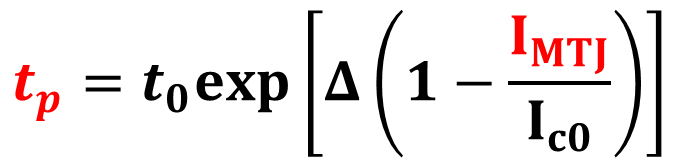 t_p = t_0 exp[Δ(1 − I_MTJ / I_c0)]